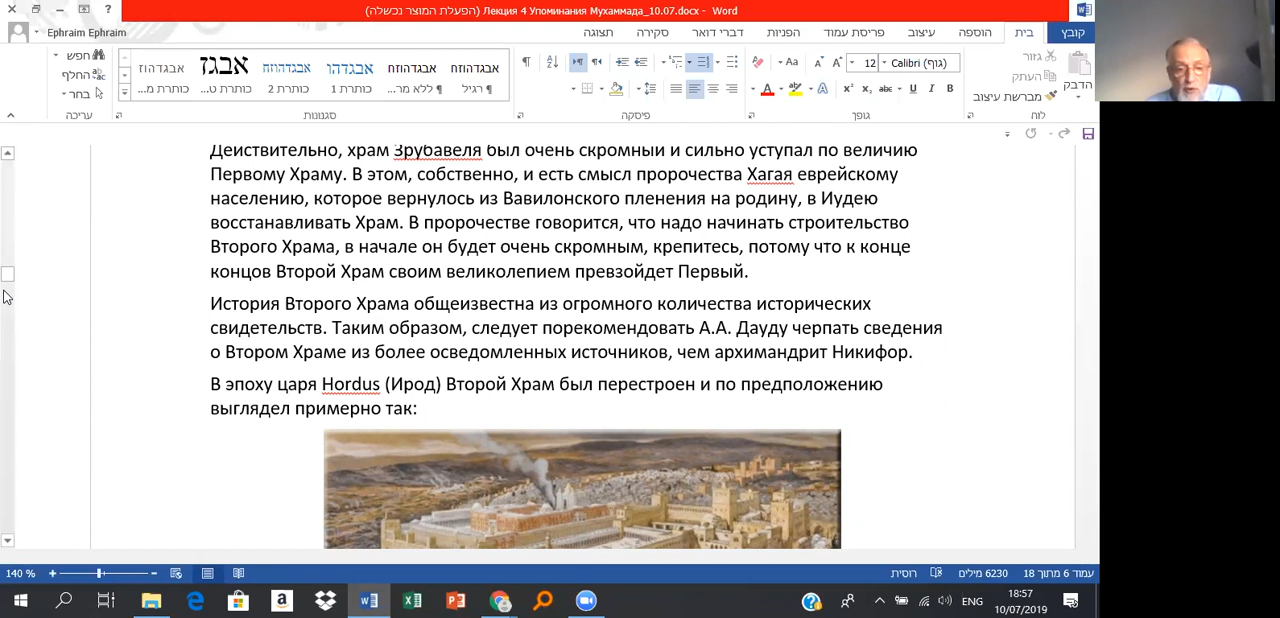 Лекция 4 Упоминания Мухаммада_10.07.docx - Word (הפעלת המוצר נכשלה)
Ephraim Ephraim
קובץ בית הוספה עיצוב פריסת עמוד הפניות דברי דואר סקירה תצוגה
הדבק
גזור
העתק
מברשת עיצוב
לוח
Calibri (גוף) 12
גופן
פיסקה
אבגדהוז ¶ רגיל
אבגדהוז ¶ ללא מר...
אבגדהו כותרת 1
אבגדהוז כותרת 2
אבגז כותרת ט...
אבגדהוז כותרת מ...
סגנונות
חפש
החלף
בחר
עריכה
Действительно, храм Зрубавеля был очень скромный и сильно уступал по величию
Первому Храму. В этом, собственно, и есть смысл пророчества Хагая еврейскому
населению, которое вернулось из Вавилонского пленения на родину, в Иудею
восстанавливать Храм. В пророчестве говорится, что надо начинать строительство
Второго Храма, в начале он будет очень скромным, крепитесь, потому что к конце
концов Второй Храм своим великолепием превзойдет Первый.
История Второго Храма общеизвестна из огромного количества исторических
свидетельств. Таким образом, следует порекомендовать А.А. Дауду черпать сведения
о Втором Храме из более осведомленных источников, чем архимандрит Никифор.
В эпоху царя Hordus (Ирод) Второй Храм был перестроен и по предположению
выглядел примерно так:
עמוד 6 מתוך 18 6230 מילים רוסית
140 %
ENG
18:57
10/07/2019